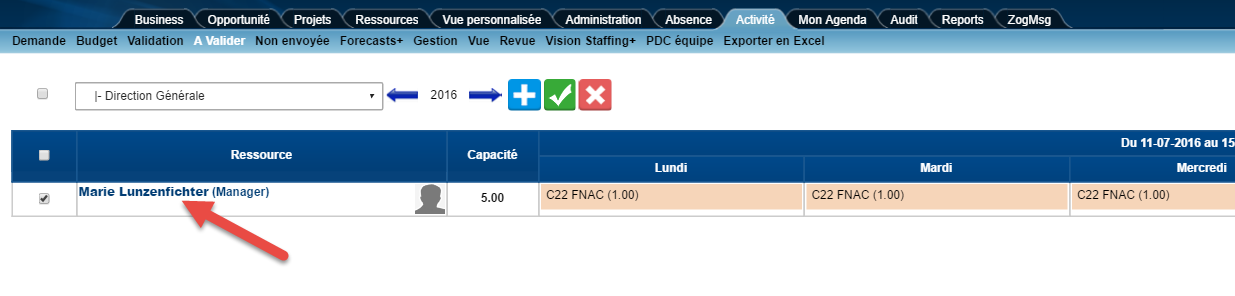 Business Opportunité Projets Ressources Vue personnalisée Administration Absence Activité Mon Agenda Audit Reports ZogMsg
Demande Budget Validation A Valider Non envoyée Forecasts+ Gestion Vue Revue Vision Staffing+ PDC équipe Exporter en Excel
|- Direction Générale 2016
Du 11-07-2016 au 15
Ressource Capacité
Lundi Mardi Mercredi
Marie Lunzenfichter (Manager) 5.00 C22 FNAC (1.00) C22 FNAC (1.00) C22 FNAC (1.00)